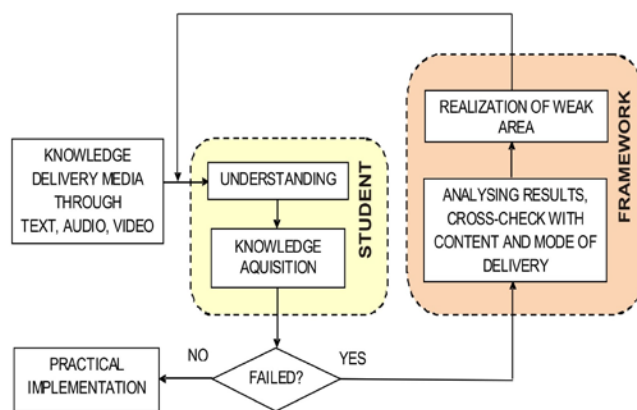 KNOWLEDGE
DELIVERY MEDIA
THROUGH
TEXT, AUDIO, VIDEO
UNDERSTANDING
KNOWLEDGE
AQUISITION
STUDENT
REALIZATION OF WEAK
AREA
ANALYSING RESULTS,
CROSS-CHECK WITH
CONTENT AND MODE OF
DELIVERY
FRAMEWORK
FAILED?
NO
YES
PRACTICAL
IMPLEMENTATION